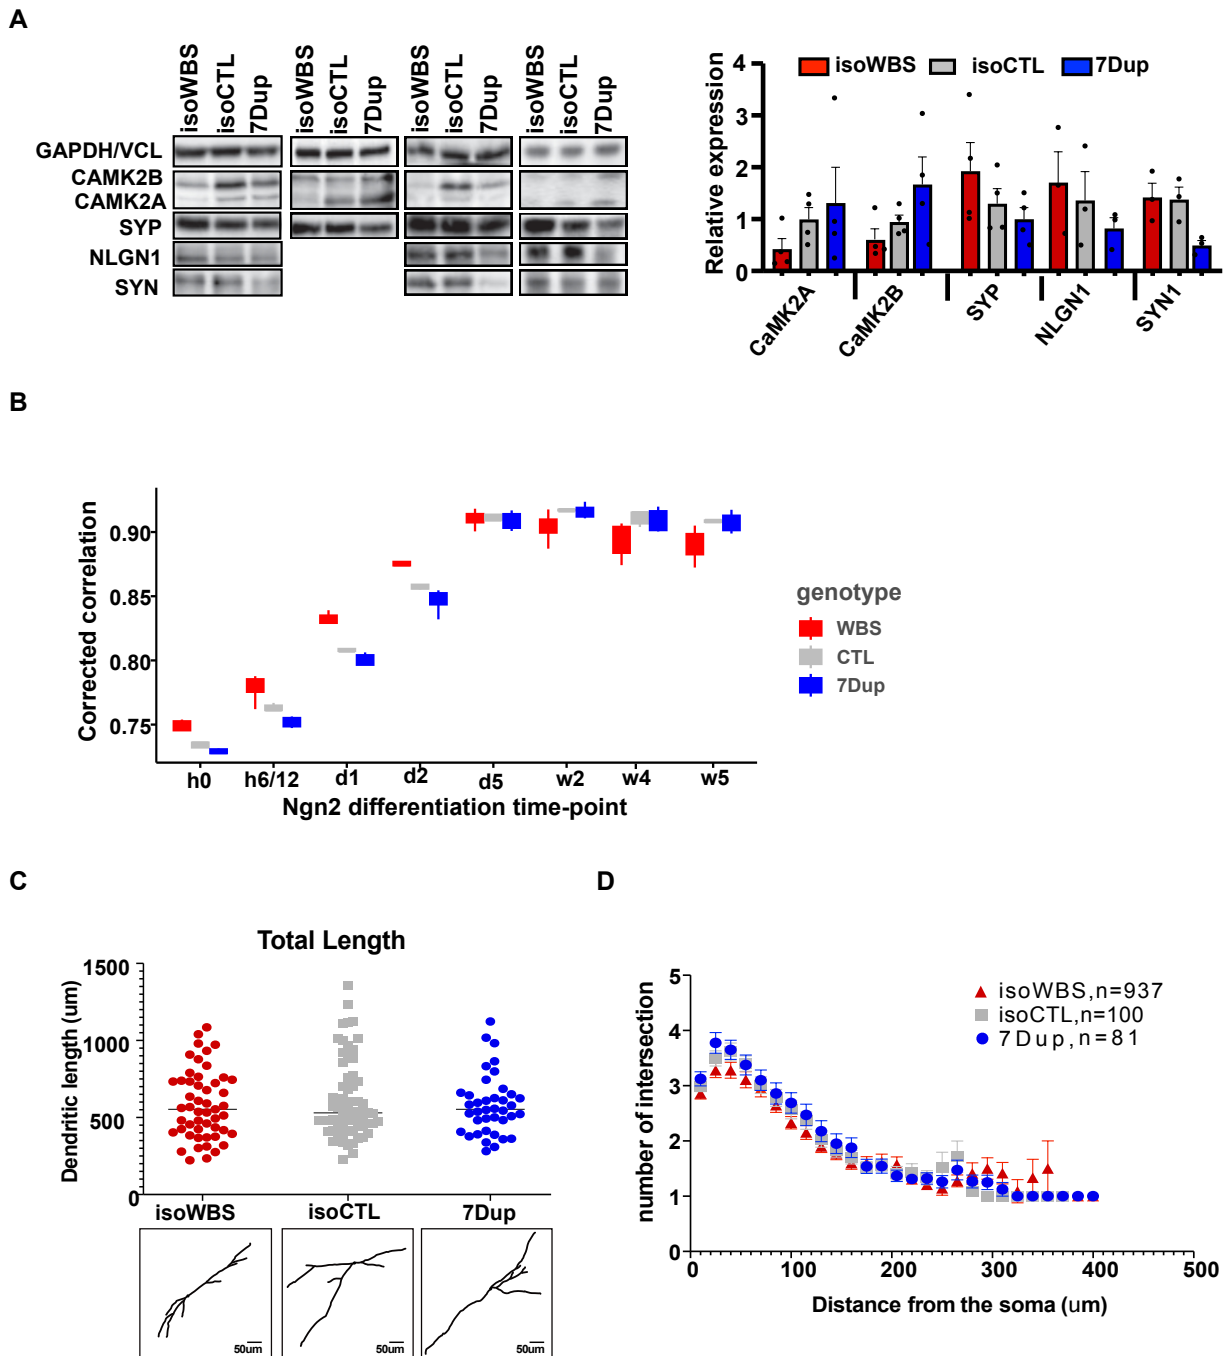 A
isoWBS isoCTL 7Dup isoWBS isoCTL 7Dup isoWBS isoCTL 7Dup isoWBS isoCTL 7Dup
GAPDH/VCL
CAMK2B
CAMK2A
SYP
NLGN1
SYN
isoWBS isoCTL 7Dup
Relative expression
4
3
2
1
0
CaMK2A CaMK2B SYP NLGN1 SYN1
B
Corrected correlation
0.90
0.85
0.80
0.75
h0 h6/12 d1 d2 d5 w2 w4 w5
Ngn2 differentiation time-point
genotype
WBS
CTL
7Dup
C
Total Length
Dendritic length (um)
1500
1000
500
0
isoWBS isoCTL 7Dup
50um 50um 50um
D
number of intersection
5
4
3
2
1
0
isoWBS,n=937
isoCTL,n=100
7Dup,n=81
0 100 200 300 400 500
Distance from the soma (um)